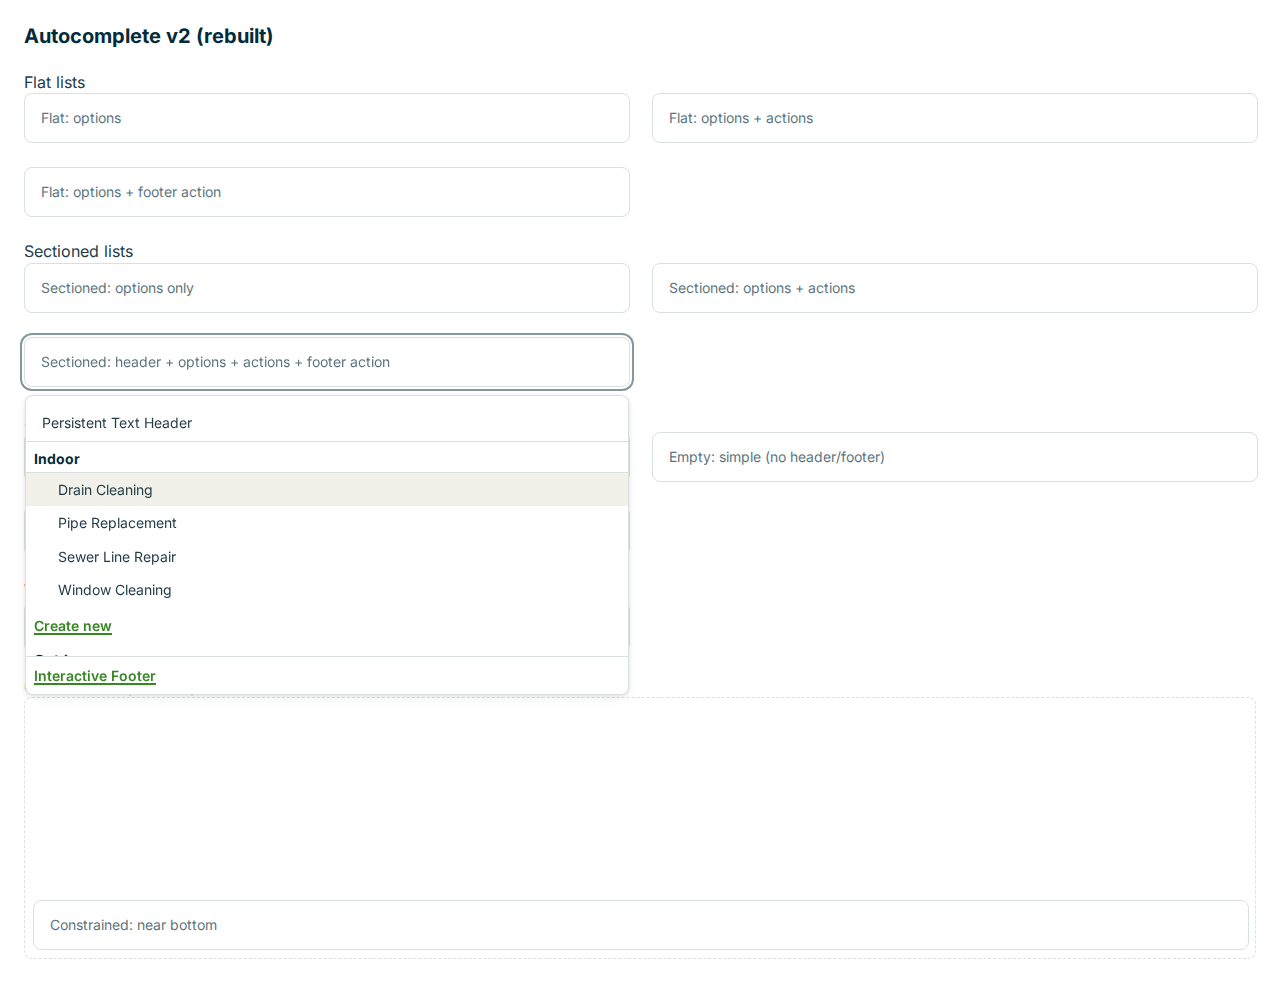 Autocomplete v2 (rebuilt)
Flat lists
Flat: options
Flat: options + actions
Flat: options + footer action
Sectioned lists
Sectioned: options only
Sectioned: options + actions
Sectioned: header + options + actions + footer action
Persistent Text Header
Indoor
Empty: simple (no header/footer)
Drain Cleaning
Pipe Replacement
Sewer Line Repair
Window Cleaning
Create new
Interactive Footer
Constrained: near bottom